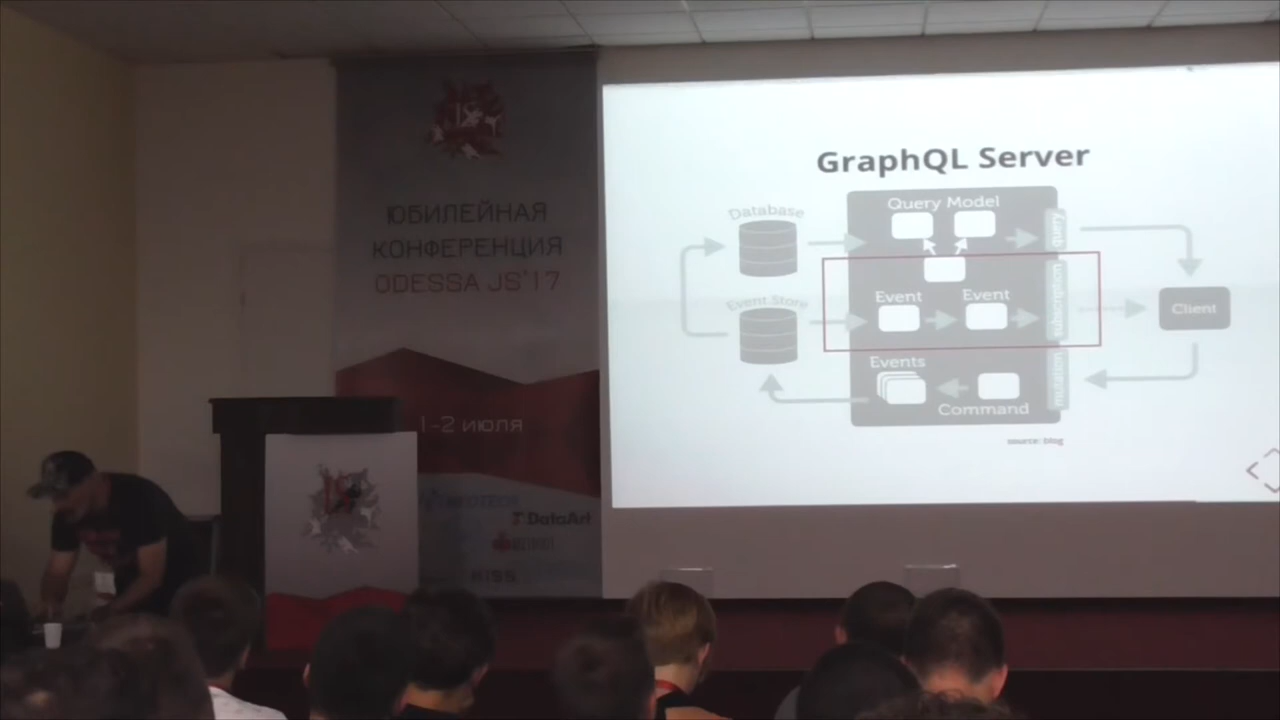 ЮБИЛЕЙНАЯ
КОНФЕРЕНЦИЯ
ODESSA JS'17
1-2 июля
DataArt
GraphQL Server
Query Model
Database
query
Event Store
Event
Event
subscription
Client
Events
mutation
Command
source: blog